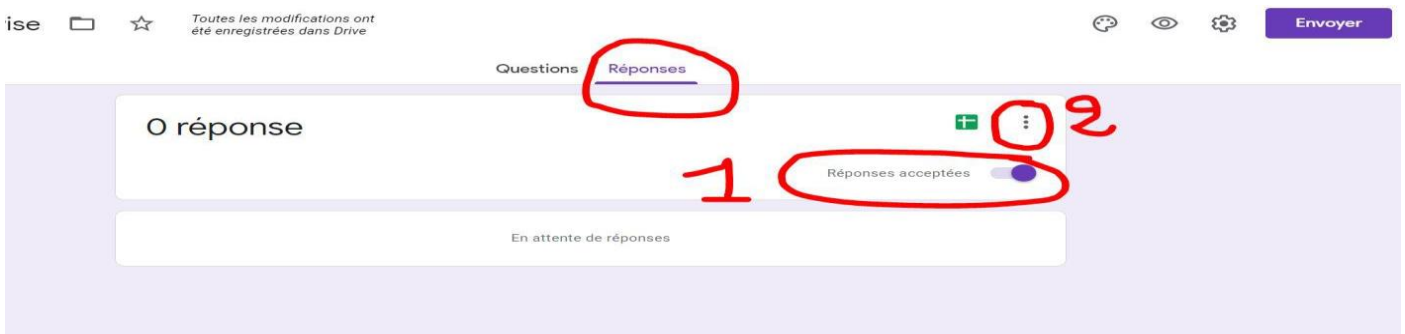 ise
Toutes les modifications ont
été enregistrées dans Drive
Envoyer
Questions Réponses
0 réponse
2
1
Réponses acceptées
En attente de réponses